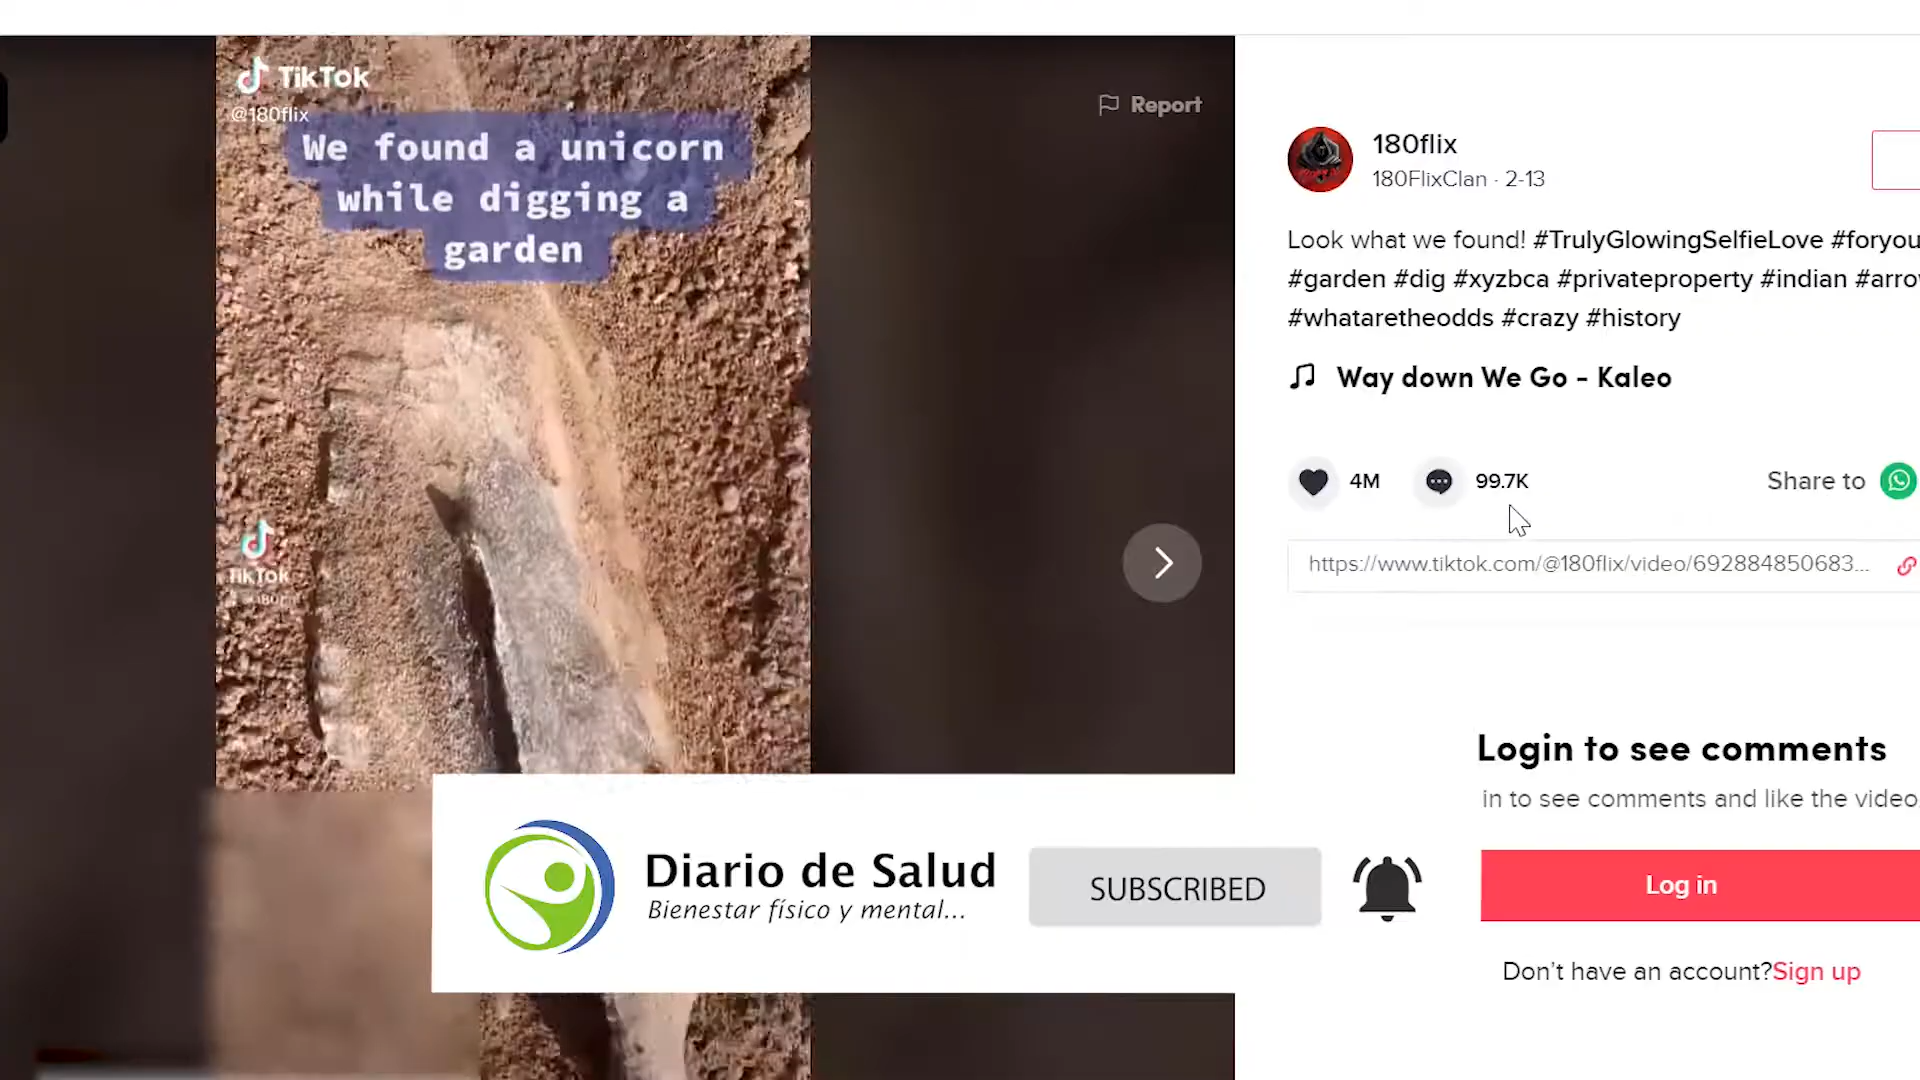 TikTok
@180flix
We found a unicorn
while digging a
garden
Report
TikTok
180flix
180FlixClan · 2-13
Look what we found! #TrulyGlowingSelfieLove #foryou
#garden #dig #xyzbca #privateproperty #indian #arro
#whataretheodds #crazy #history
Way down We Go - Kaleo
4M
99.7K
Share to
https://www.tiktok.com/@180flix/video/692884850683...
Login to see comments
in to see comments and like the video
Log in
Don't have an account?Sign up
Diario de Salud
Bienestar físico y mental...
SUBSCRIBED